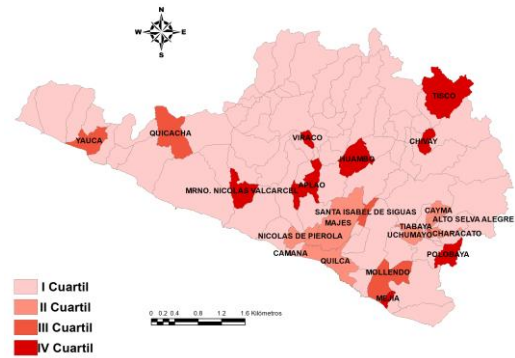 N
W E
S
TISCO
YAUCA
QUICACHA
VIRACO
CHIVAY
HUAMBO
MRNO. NICOLAS VALCARCEL
APLAO
SANTA ISABEL DE SIGUAS
CAYMA
MAJES
ALTO SELVA ALEGRE
TIABAYA
NICOLAS DE PIEROLA
UCHUMAYO
CHARACATO
CAMANA
POLOBAYA
QUILCA
MOLLENDO
MEJIA
I Cuartil
II Cuartil
III Cuartil
IV Cuartil
0 0.2 0.4 0.8 1.2 1.6 Kilómetros